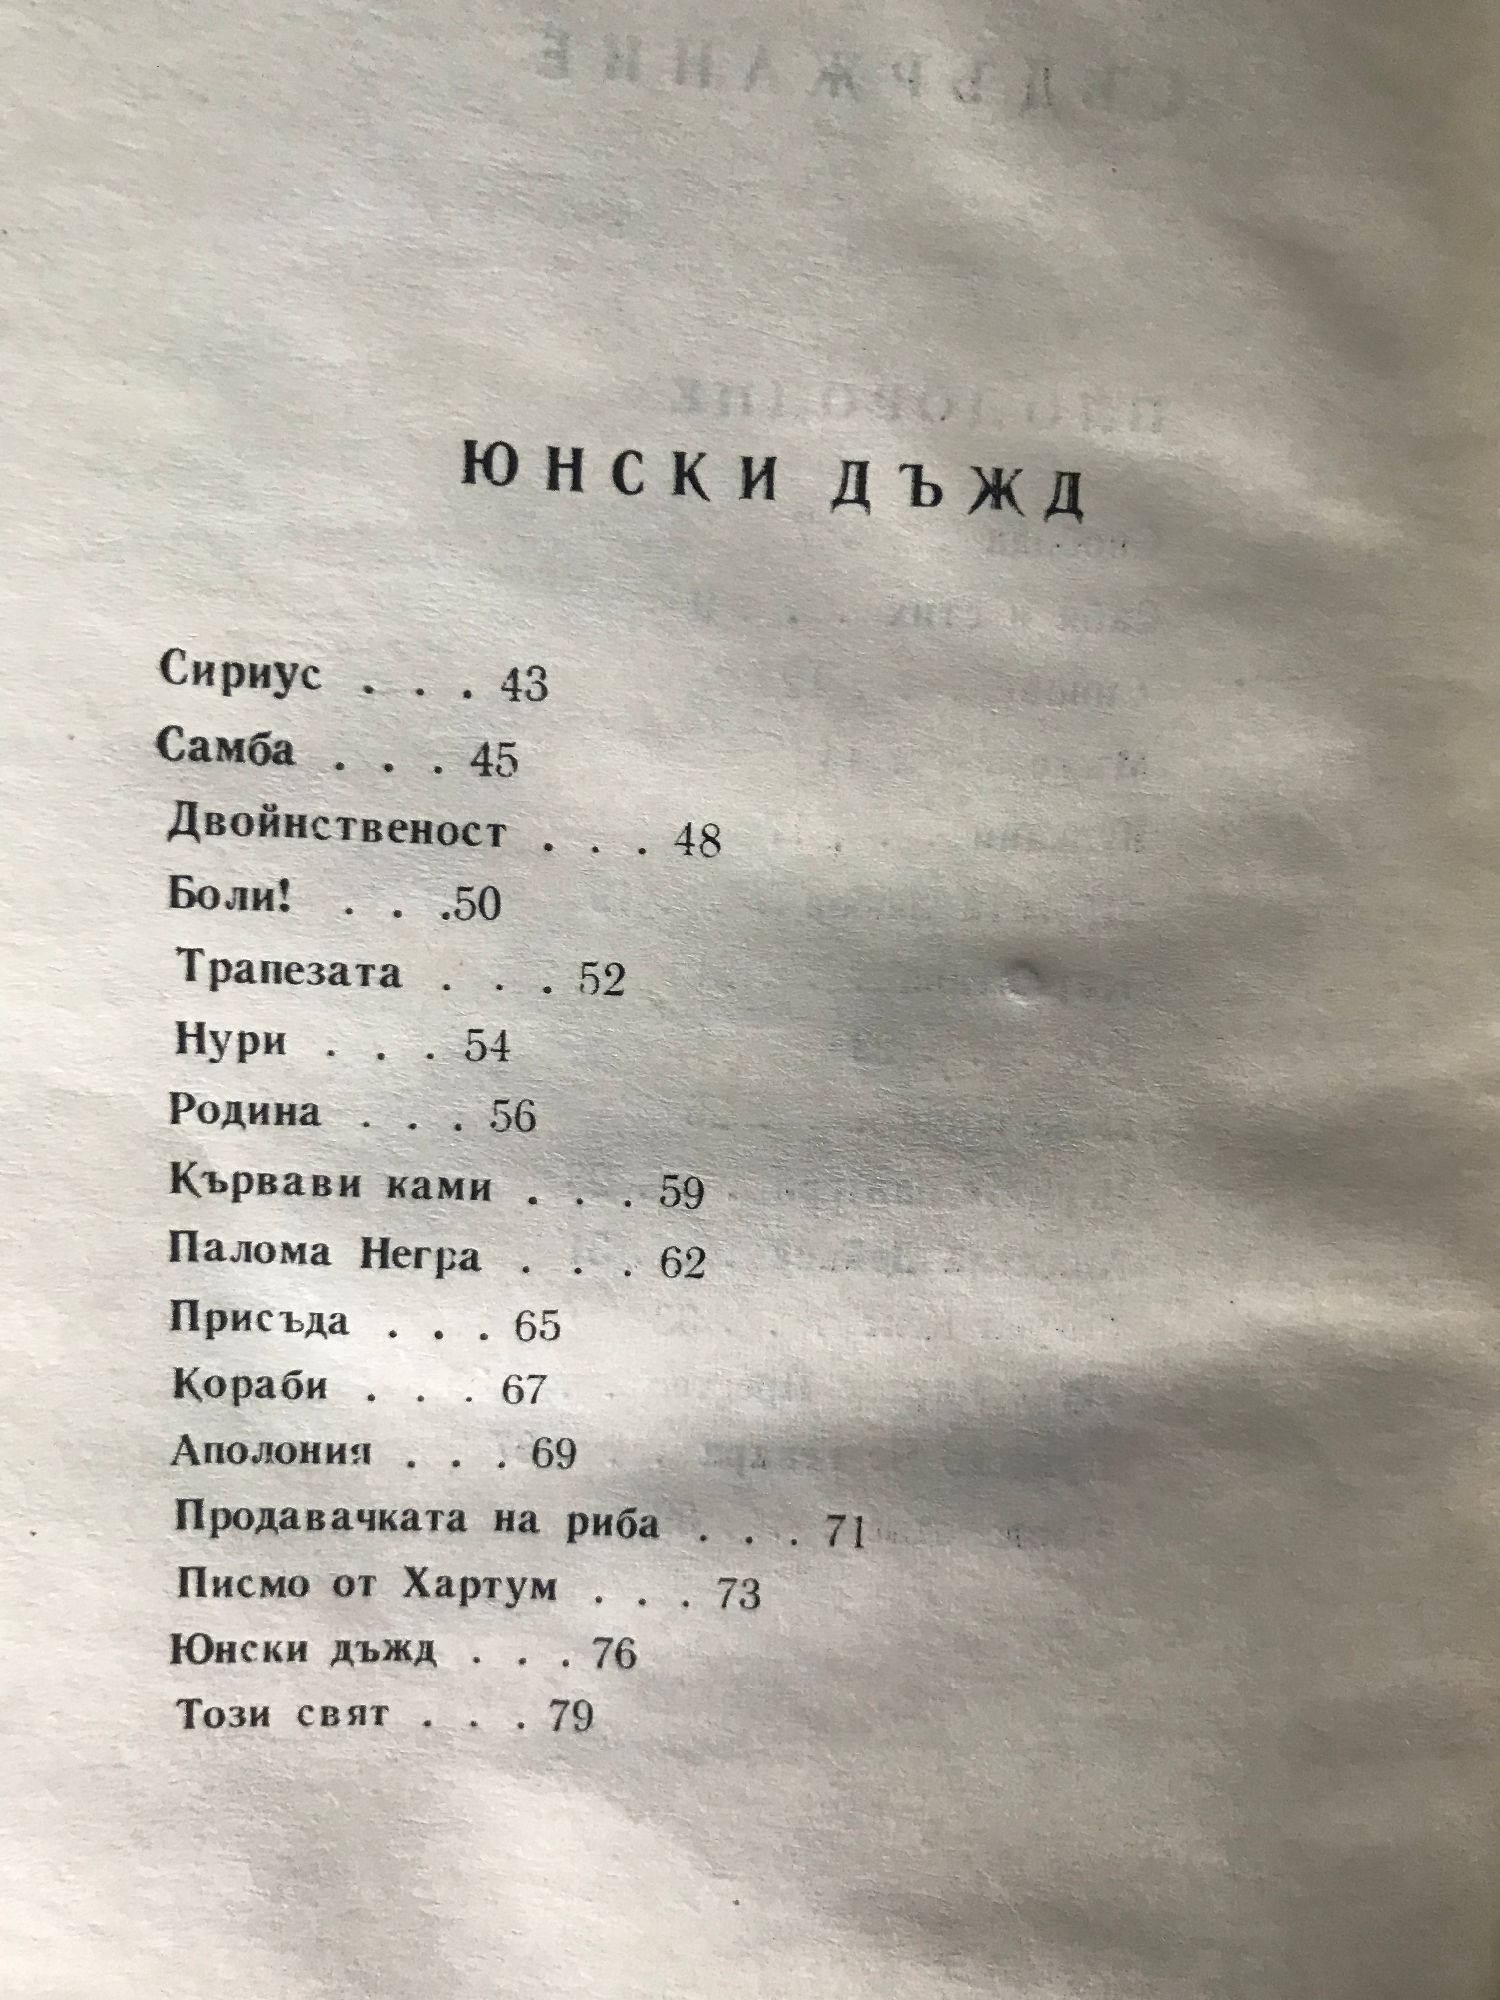 ЮНСКИ ДЪЖД
Сириус . . . 43
Самба . . . 45
Двойнственост . . . 48
Боли! . . .50
Трапезата . . . 52
Нури . . . 54
Родина . . . 56
Кървави ками . . . 59
Палома Негра . . . 62
Присъда . . . 65
Кораби . . . 67
Аполония . . . 69
Продавачката на риба . . . 71
Писмо от Хартум . . . 73
Юнски дъжд . . . 76
Този свят . . . 79